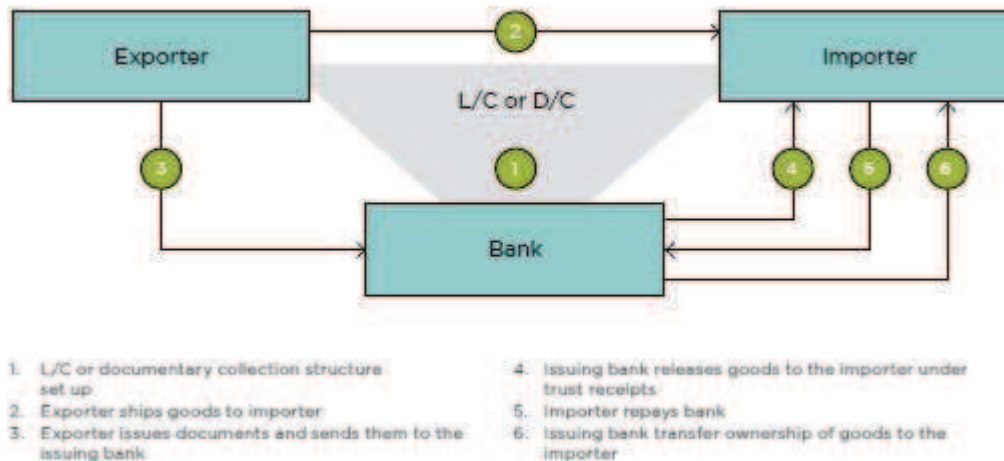 Exporter
2
Importer
L/C or D/C
3
1
4
5
6
Bank
1. L/C or documentary collection structure
set up
2. Exporter ships goods to importer
3. Exporter issues documents and sends them to the
issuing bank
4. Issuing bank releases goods to the importer under
trust receipts
5. Importer repays bank
6. Issuing bank transfer ownership of goods to the
importer